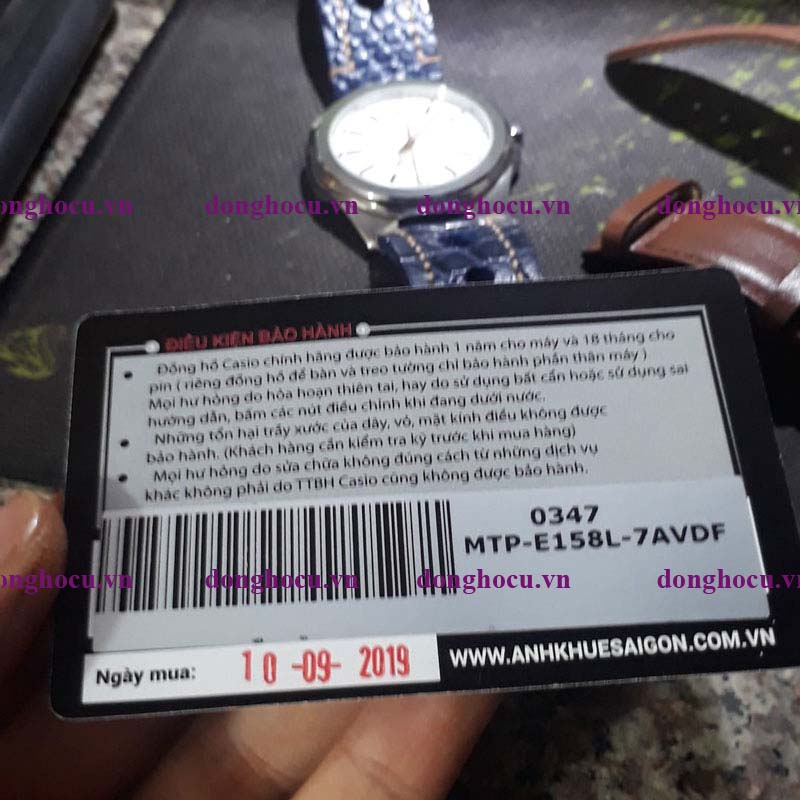 donghocu.vn donghocu.vn donghocu.vn donghocu.vn
ĐIỀU KIỆN BẢO HÀNH
• Đồng hồ Casio chính hãng được bảo hành 1 năm cho máy và 18 tháng cho
pin ( riêng đồng hồ để bàn và treo tường chỉ bảo hành phần thân máy )
Mọi hư hỏng do hỏa hoạn thiên tai, hay do sử dụng bất cẩn hoặc sử dụng sai
hướng dẫn, bấm các nút điều chỉnh khi đang dưới nước.
• Những tổn hại trầy xước của dây, vỏ, mặt kính điều không được
bảo hành. (Khách hàng cần kiểm tra kỹ trước khi mua hàng)
• Mọi hư hỏng do sửa chữa không đúng cách từ những dịch vụ
khác không phải do TTBH Casio cũng không được bảo hành.
0347
MTP-E158L-7AVDF
donghocu.vn donghocu.vn donghocu.vn donghocu.vn
Ngày mua: 10-09-2019
WWW.ANHKHUESAIGON.COM.VN